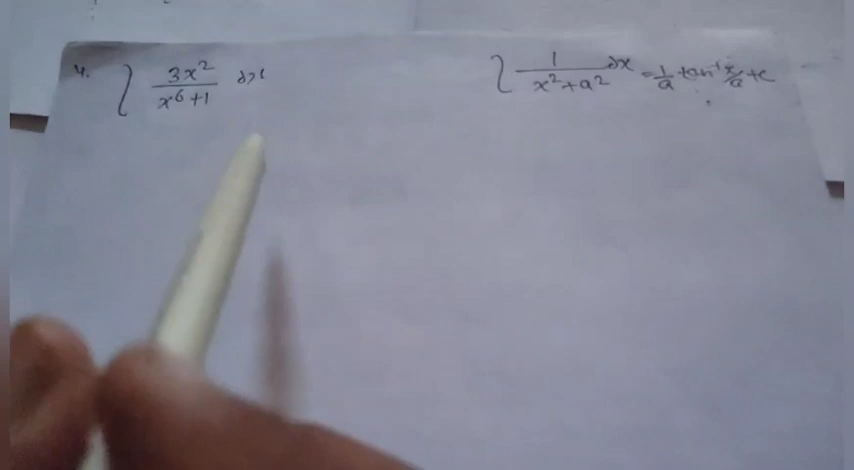 4. ∫ 3x²/(x⁶+1) dx
∫ 1/(x²+a²) dx = 1/a tan⁻¹ x/a + c